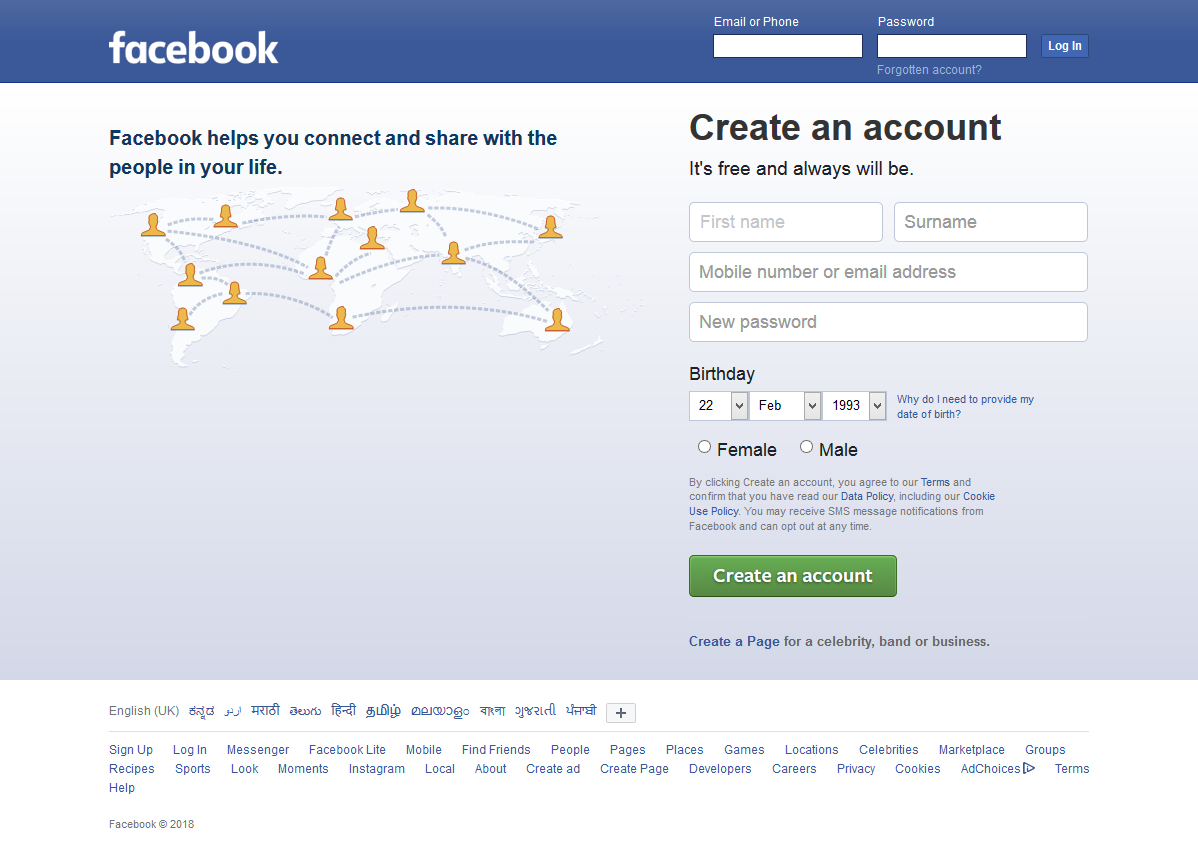 facebook
Email or Phone
Password
Log In
Forgotten account?
Facebook helps you connect and share with the
people in your life.
Create an account
It's free and always will be.
First name
Surname
Mobile number or email address
New password
Birthday
22 Feb 1993
Why do I need to provide my
date of birth?
Female Male
By clicking Create an account, you agree to our Terms and
confirm that you have read our Data Policy, including our Cookie
Use Policy. You may receive SMS message notifications from
Facebook and can opt out at any time.
Create an account
Create a Page for a celebrity, band or business.
English (UK) ಕನ್ನಡ اردو मराठी తెలుగు हिन्दी தமிழ் മലയാളം বাংলা ગુજરાતી ਪੰਜਾਬੀ +
Sign Up Log In Messenger Facebook Lite Mobile Find Friends People Pages Places Games Locations Celebrities Marketplace Groups
Recipes Sports Look Moments Instagram Local About Create ad Create Page Developers Careers Privacy Cookies AdChoices Terms
Help
Facebook © 2018